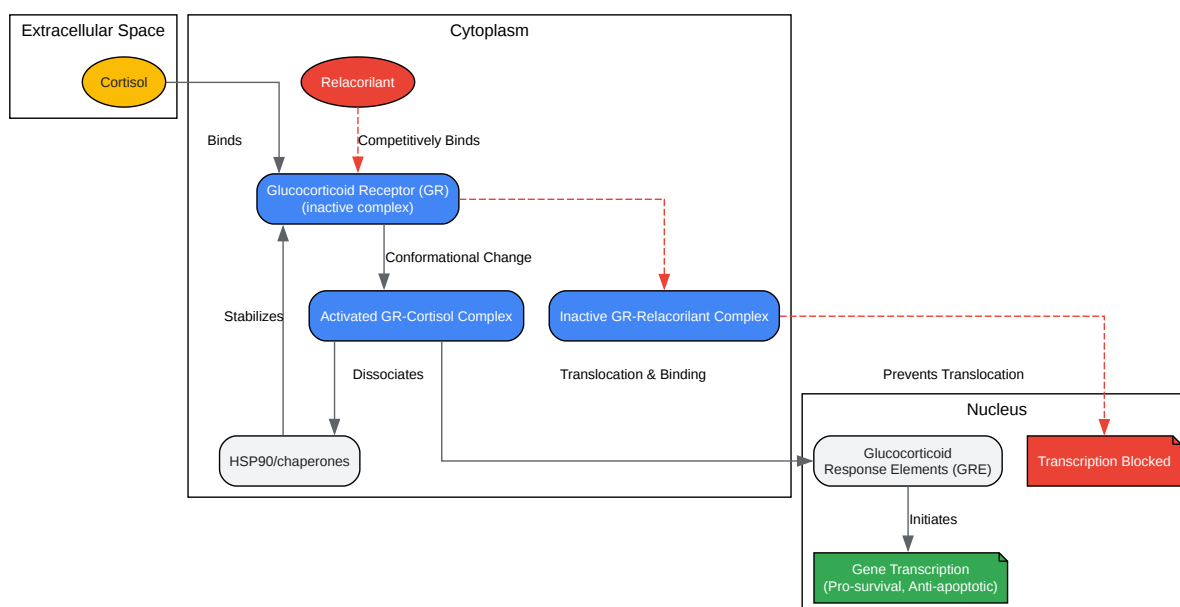 Extracellular Space
Cytoplasm
Cortisol
Relacorilant
Binds
Competitively Binds
Glucocorticoid Receptor (GR)
(inactive complex)
Conformational Change
Stabilizes
Activated GR-Cortisol Complex
Inactive GR-Relacorilant Complex
Dissociates
Translocation & Binding
Prevents Translocation
Nucleus
HSP90/chaperones
Glucocorticoid
Response Elements (GRE)
Transcription Blocked
Initiates
Gene Transcription
(Pro-survival, Anti-apoptotic)